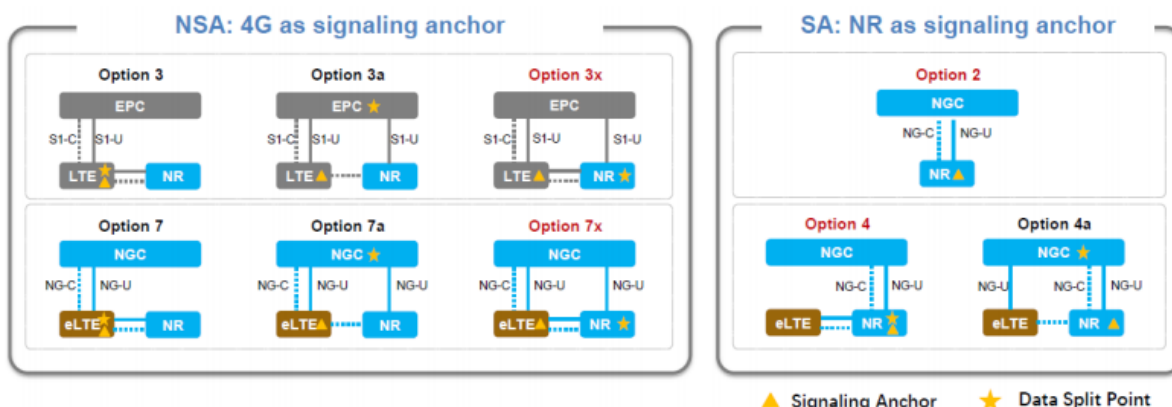 NSA: 4G as signaling anchor
SA: NR as signaling anchor
Option 3
Option 3a
Option 3x
EPC
EPC
EPC
S1-C
S1-U
S1-C
S1-U
S1-U
S1-C
S1-U
S1-U
LTE
NR
LTE
NR
LTE
NR
Option 2
NGC
NG-C
NG-U
NR
Option 7
Option 7a
Option 7x
NGC
NGC
NGC
NG-C
NG-U
NG-C
NG-U
NG-U
NG-C
NG-U
NG-U
eLTE
NR
eLTE
NR
eLTE
NR
Option 4
Option 4a
NGC
NGC
NG-C
NG-U
NG-U
NG-C
NG-U
eLTE
NR
eLTE
NR
Signaling Anchor
Data Split Point